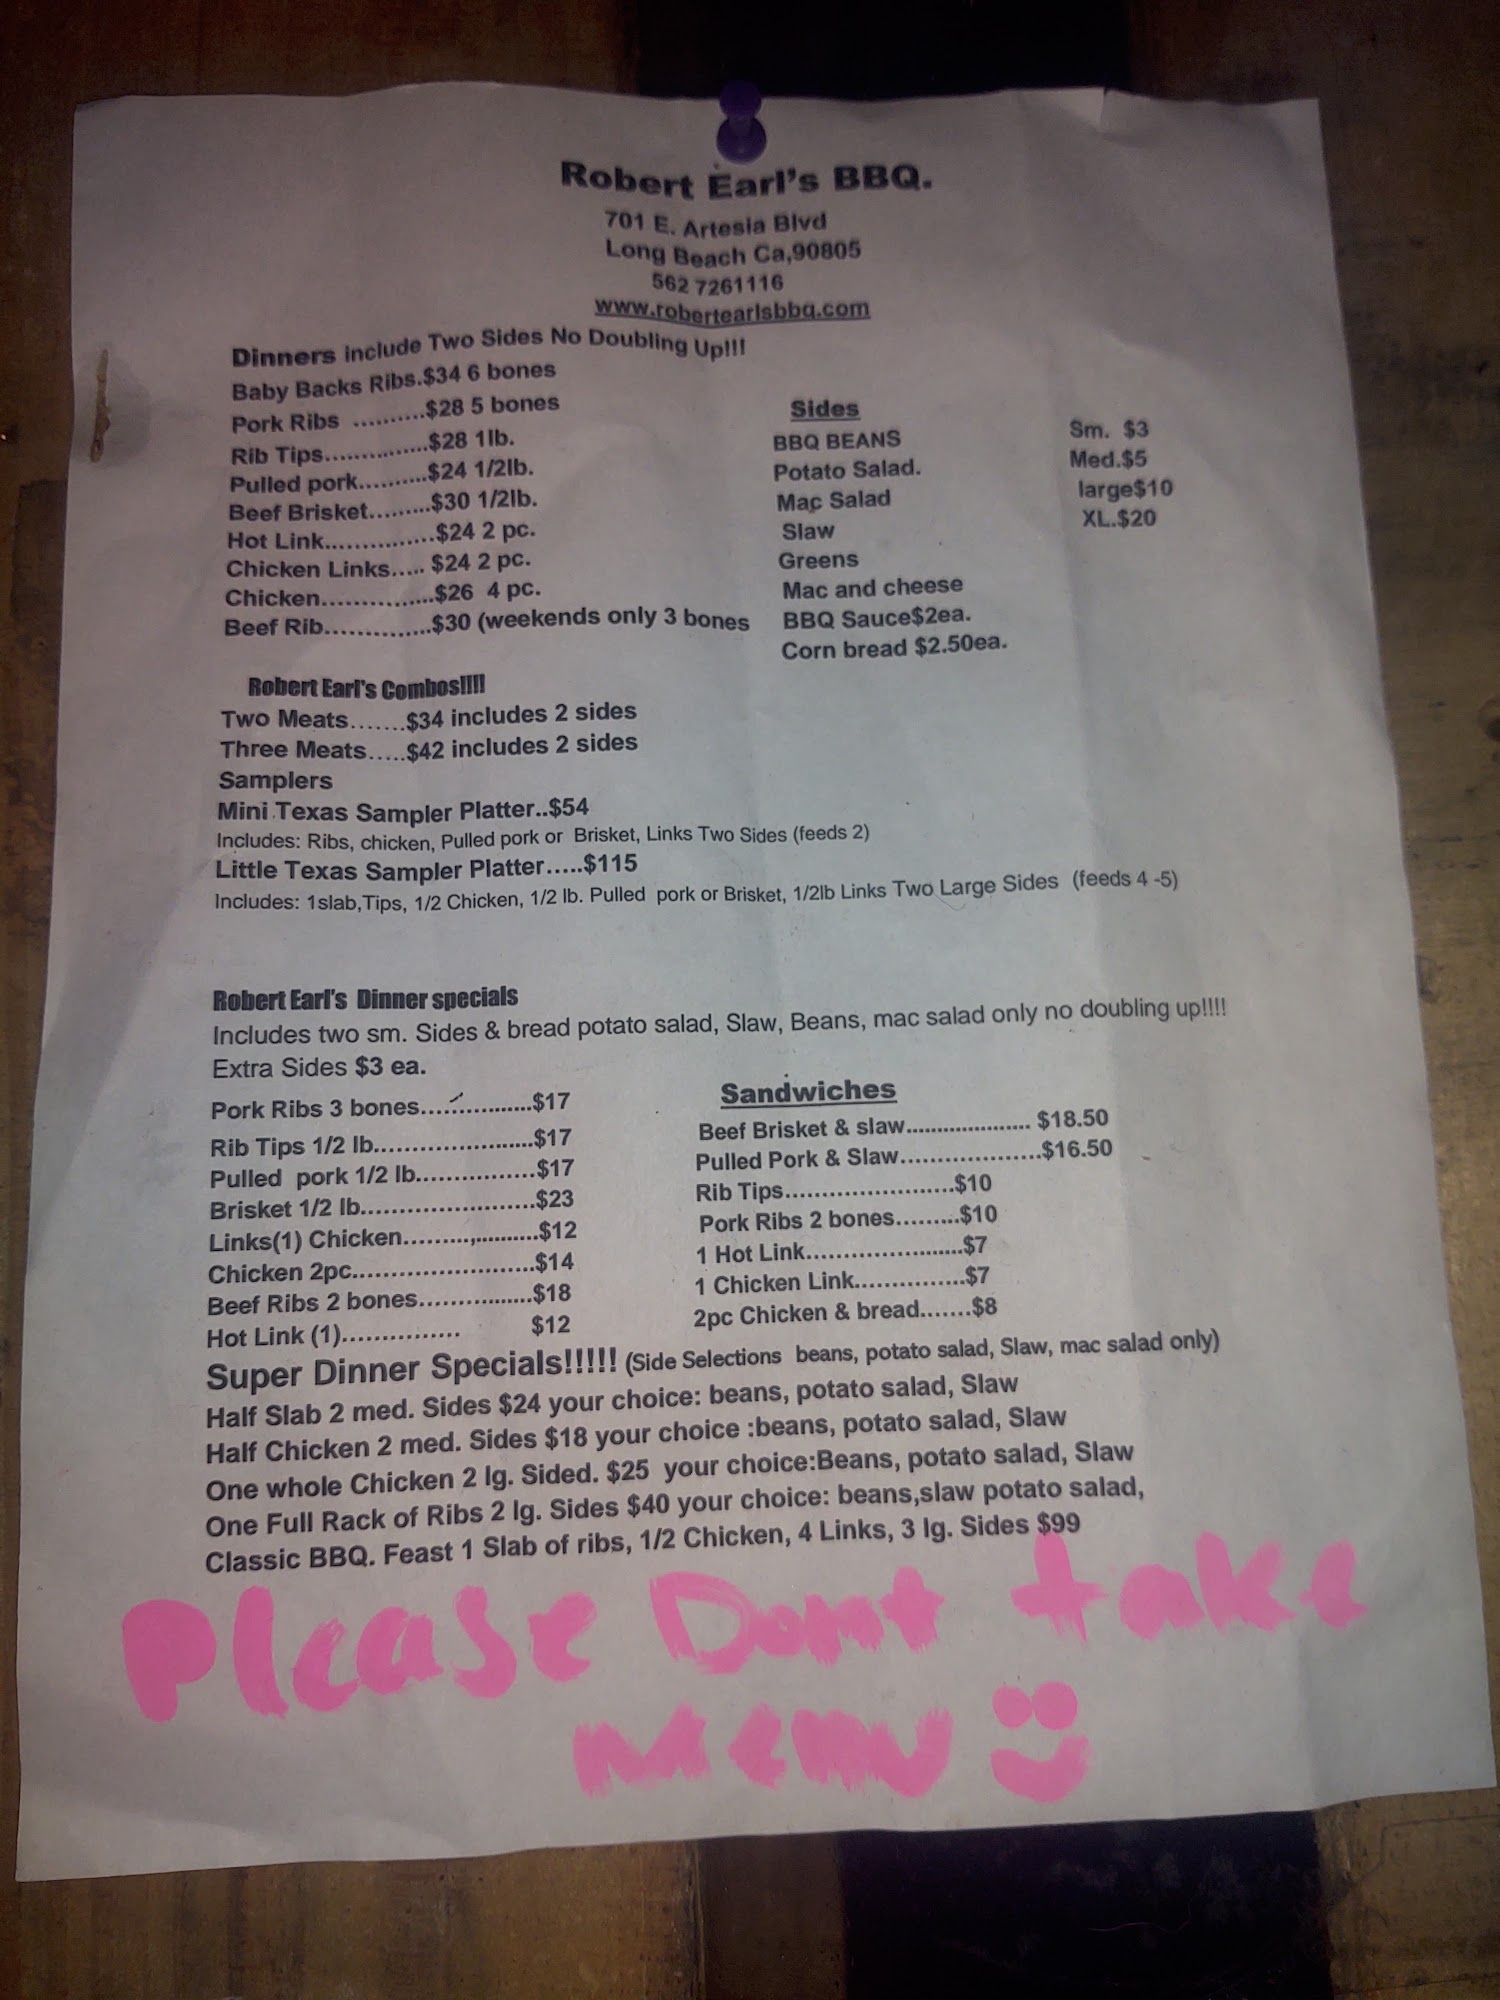 Robert Earl's BBQ.
701 E. Artesia Blvd
Long Beach Ca,90805
562 7261116
www.robertearlsbbq.com
Dinners include Two Sides No Doubling Up!!!
Baby Backs Ribs.$34 6 bones
Pork Ribs ..........$28 5 bones
Rib Tips...............$28 1lb.
Pulled pork..........$24 1/2lb.
Beef Brisket.........$30 1/2lb.
Hot Link...............$24 2 pc.
Chicken Links..... $24 2 pc.
Chicken...............$26 4 pc.
Beef Rib..............$30 (weekends only 3 bones
Sides
BBQ BEANS
Potato Salad.
Mac Salad
Slaw
Greens
Mac and cheese
BBQ Sauce$2ea.
Corn bread $2.50ea.
Sm. $3
Med.$5
large$10
XL.$20
Robert Earl's Combos!!!!
Two Meats.......$34 includes 2 sides
Three Meats.....$42 includes 2 sides
Samplers
Mini Texas Sampler Platter..$54
Includes: Ribs, chicken, Pulled pork or Brisket, Links Two Sides (feeds 2)
Little Texas Sampler Platter.....$115
Includes: 1slab,Tips, 1/2 Chicken, 1/2 lb. Pulled pork or Brisket, 1/2lb Links Two Large Sides (feeds 4 -5)
Robert Earl's Dinner specials
Includes two sm. Sides & bread potato salad, Slaw, Beans, mac salad only no doubling up!!!!
Extra Sides $3 ea.
Pork Ribs 3 bones..............$17
Rib Tips 1/2 lb.......................$17
Pulled pork 1/2 lb.................$17
Brisket 1/2 lb.........................$23
Links(1) Chicken.........,..........$12
Chicken 2pc..........................$14
Beef Ribs 2 bones.................$18
Hot Link (1)............... $12
Sandwiches
Beef Brisket & slaw..................... $18.50
Pulled Pork & Slaw....................$16.50
Rib Tips........................$10
Pork Ribs 2 bones.........$10
1 Hot Link.......................$7
1 Chicken Link................$7
2pc Chicken & bread.......$8
Super Dinner Specials!!!!! (Side Selections beans, potato salad, Slaw, mac salad only)
Half Slab 2 med. Sides $24 your choice: beans, potato salad, Slaw
Half Chicken 2 med. Sides $18 your choice :beans, potato salad, Slaw
One whole Chicken 2 lg. Sided. $25 your choice:Beans, potato salad, Slaw
One Full Rack of Ribs 2 lg. Sides $40 your choice: beans,slaw potato salad,
Classic BBQ. Feast 1 Slab of ribs, 1/2 Chicken, 4 Links, 3 lg. Sides $99
Please Dont take
menu